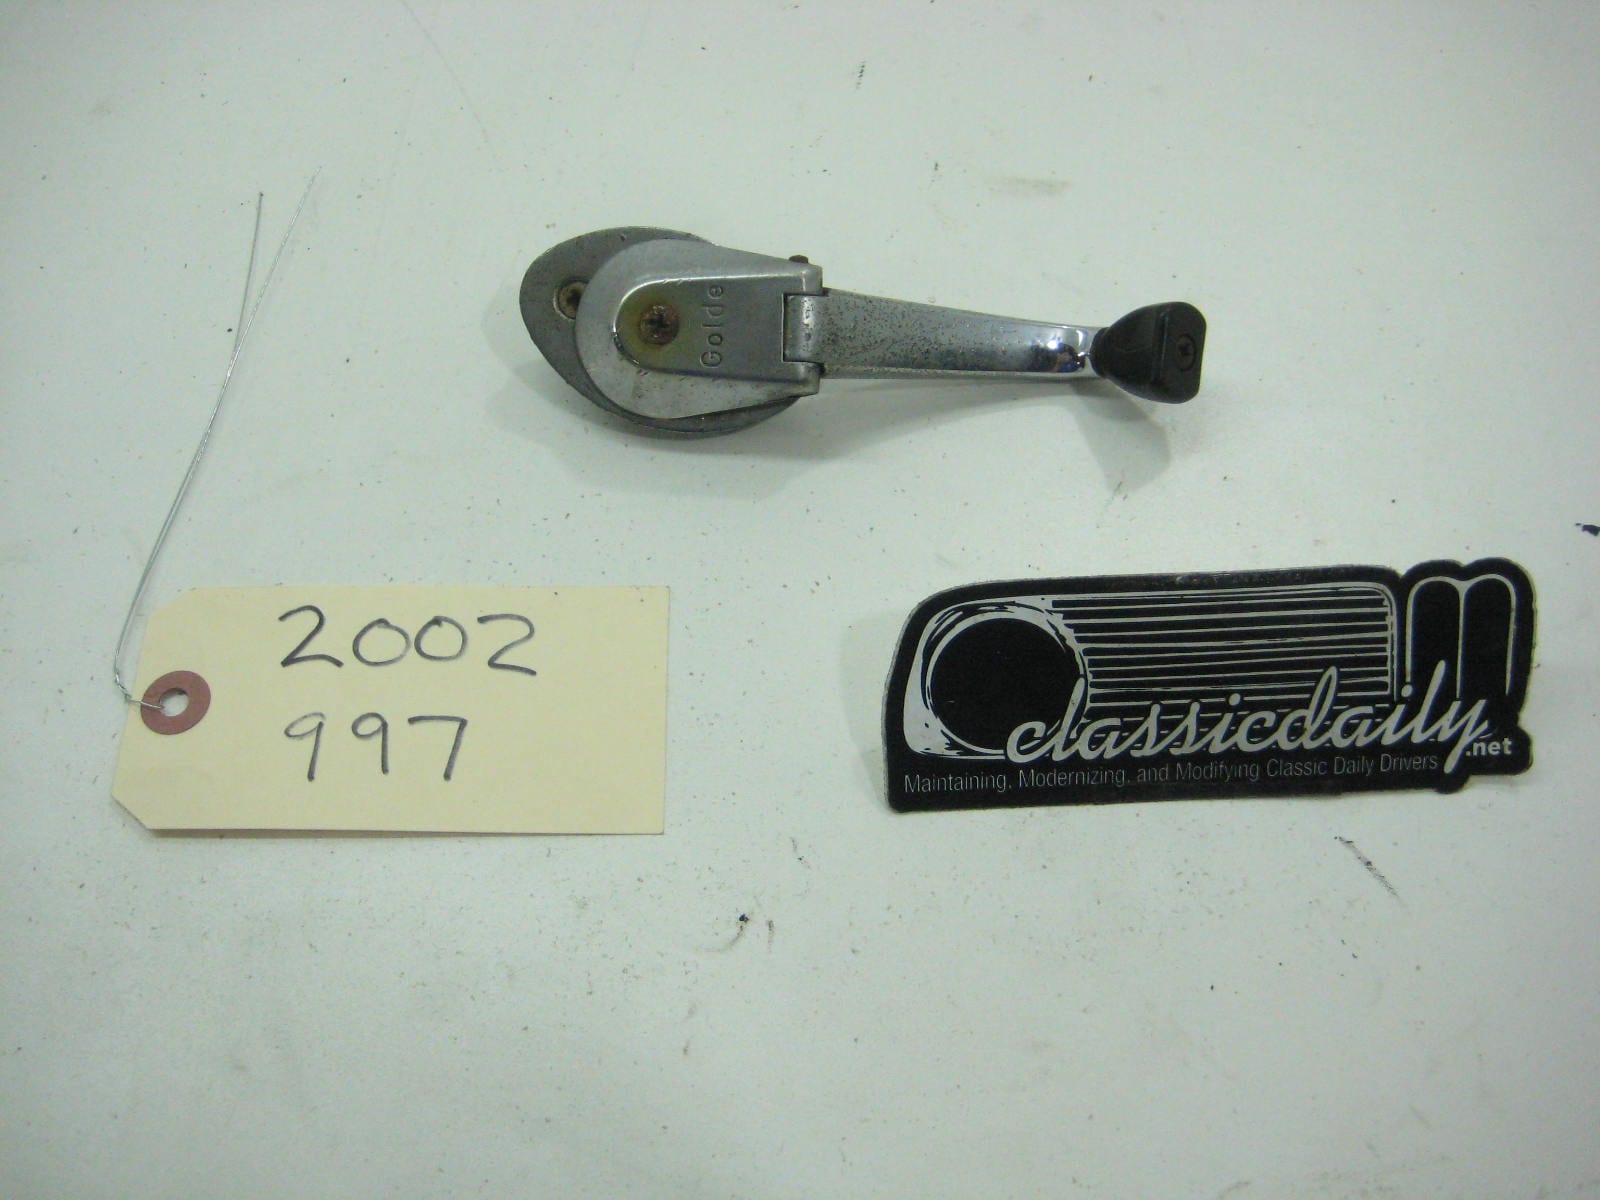 Golde
2002
997
classicdaily.net
Maintaining, Modernizing, and Modifying Classic Daily Drivers